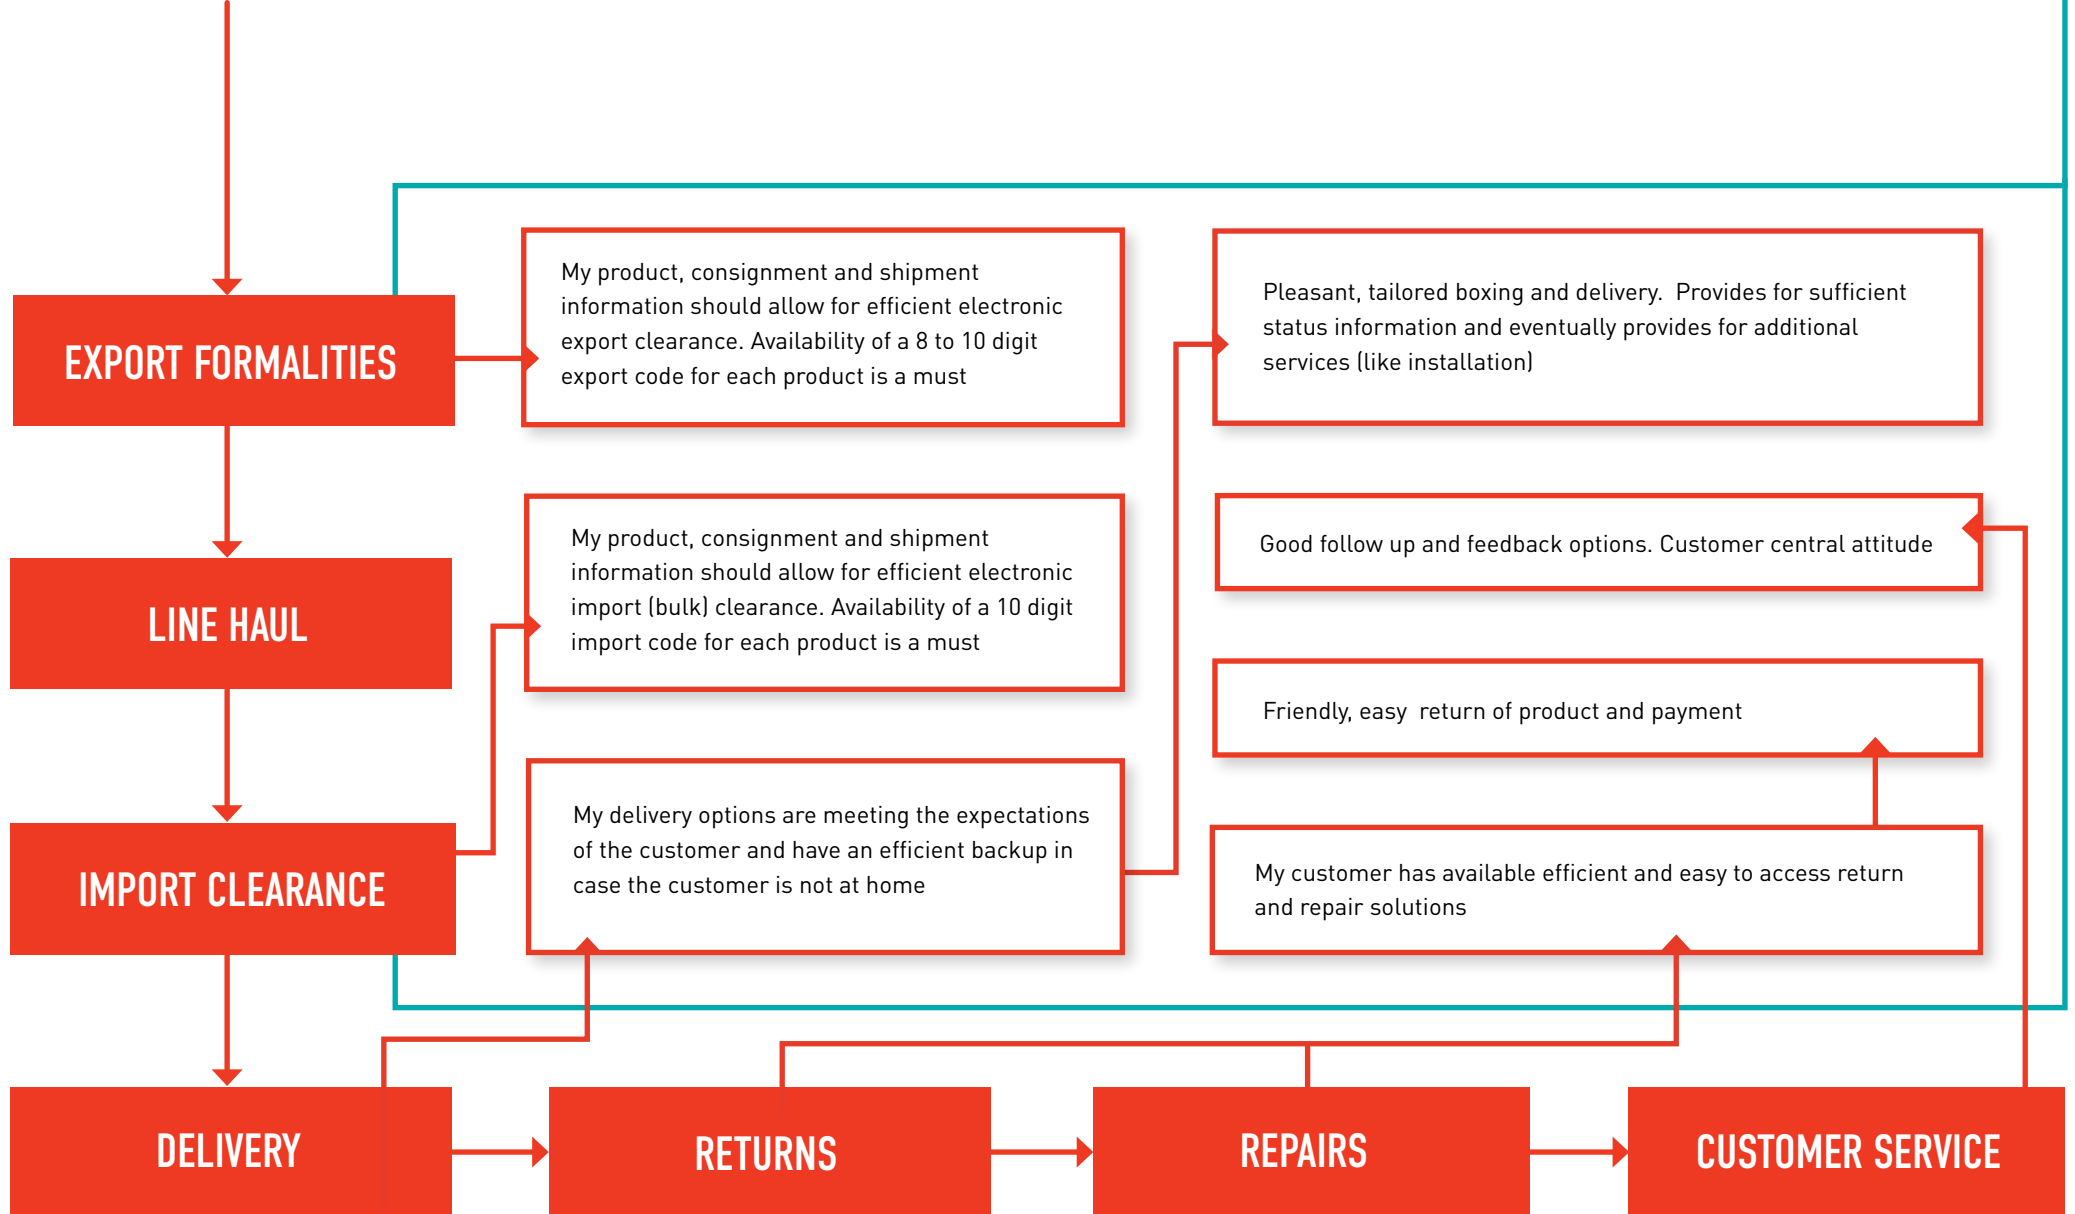 EXPORT FORMALITIES
My product, consignment and shipment
information should allow for efficient electronic
export clearance. Availability of a 8 to 10 digit
export code for each product is a must
Pleasant, tailored boxing and delivery.  Provides for sufficient
status information and eventually provides for additional
services (like installation)
LINE HAUL
My product, consignment and shipment
information should allow for efficient electronic
import (bulk) clearance. Availability of a 10 digit
import code for each product is a must
Good follow up and feedback options. Customer central attitude
Friendly, easy  return of product and payment
IMPORT CLEARANCE
My delivery options are meeting the expectations
of the customer and have an efficient backup in
case the customer is not at home
My customer has available efficient and easy to access return
and repair solutions
DELIVERY
RETURNS
REPAIRS
CUSTOMER SERVICE